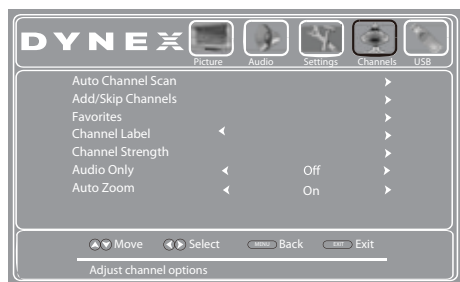 DYNEX
Picture Audio Settings Channels USB
Auto Channel Scan
Add/Skip Channels
Favorites
Channel Label
Channel Strength
Audio Only Off
Auto Zoom On
Move Select MENU Back EXIT Exit
Adjust channel options